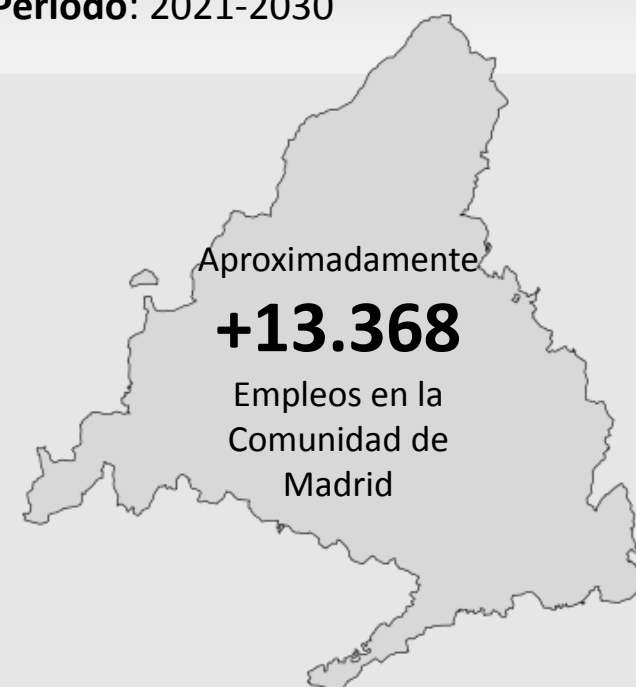 Periodo: 2021-2030
Aproximadamente
+13.368
Empleos en la
Comunidad de
Madrid